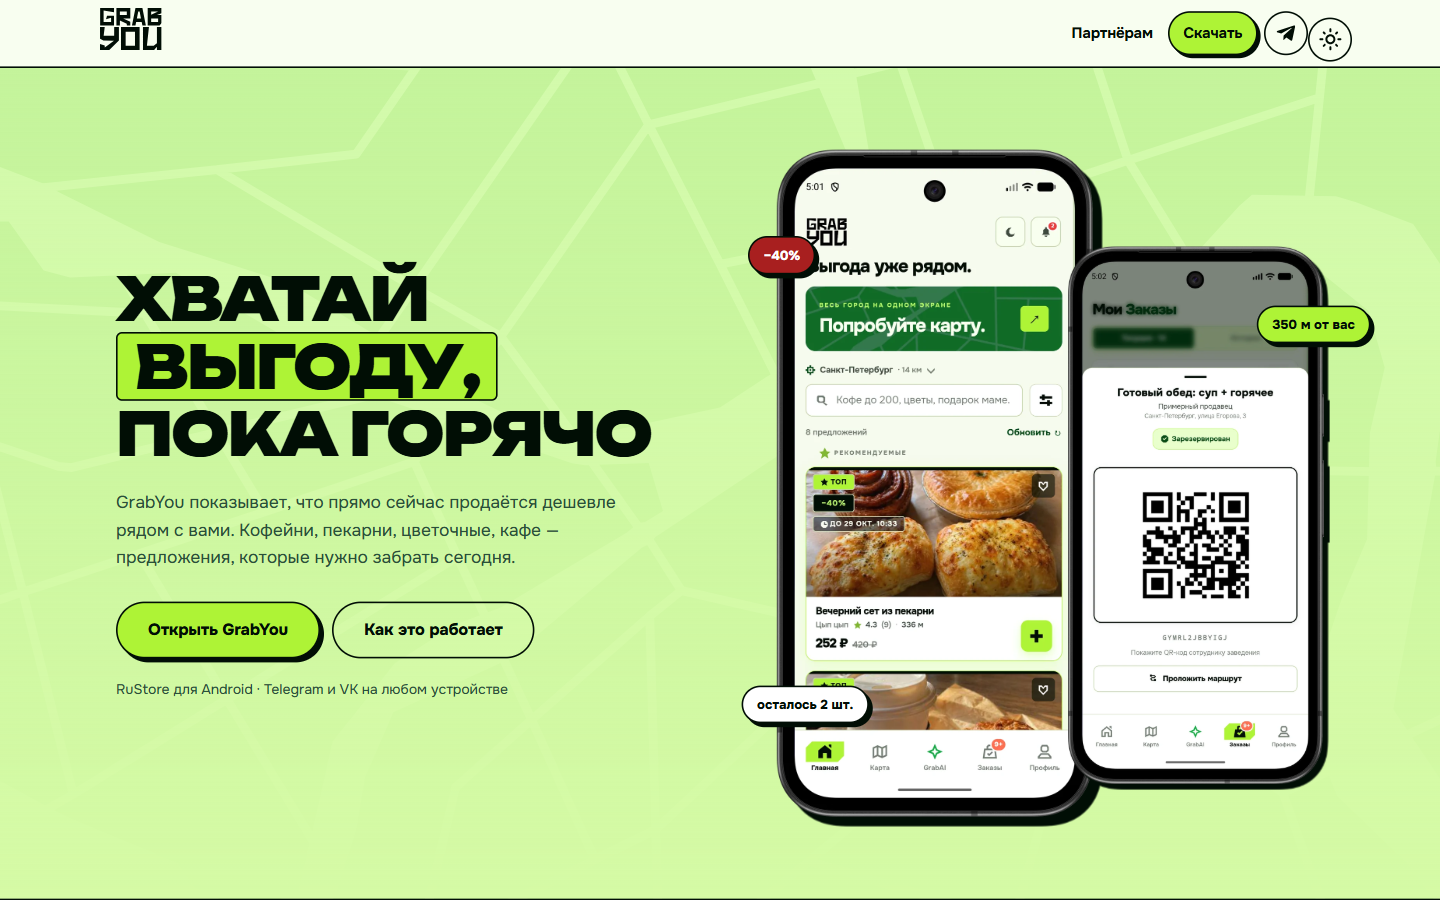 GRAB
YOU
Партнёрам
Скачать
ХВАТАЙ
ВЫГОДУ,
ПОКА ГОРЯЧО
GrabYou показывает, что прямо сейчас продаётся дешевле
рядом с вами. Кофейни, пекарни, цветочные, кафе —
предложения, которые нужно забрать сегодня.
Открыть GrabYou
Как это работает
RuStore для Android · Telegram и VK на любом устройстве
5:01
GRAB
YOU
2
−40%
Выгода уже рядом.
ВЕСЬ ГОРОД НА ОДНОМ ЭКРАНЕ
Попробуйте карту.
Санкт-Петербург · 14 км
Кофе до 200, цветы, подарок маме.
8 предложений
Обновить
РЕКОМЕНДУЕМЫЕ
ТОП
−40%
ДО 29 ОКТ. 10:33
Вечерний сет из пекарни
Цып цып 4.3 (9) · 336 м
252 ₽ 420 ₽
ТОП
осталось 2 шт.
9+
Главная
Карта
GrabAI
Заказы
Профиль
5:02
Мои Заказы
350 м от вас
Готовый обед: суп + горячее
Примерный продавец
Санкт-Петербург, улица Егорова, 3
Зарезервирован
GYMRL2JBBYIGJ
Покажите QR-код сотруднику заведения
Проложить маршрут
9+
Главная
Карта
GrabAI
Заказы
Профиль